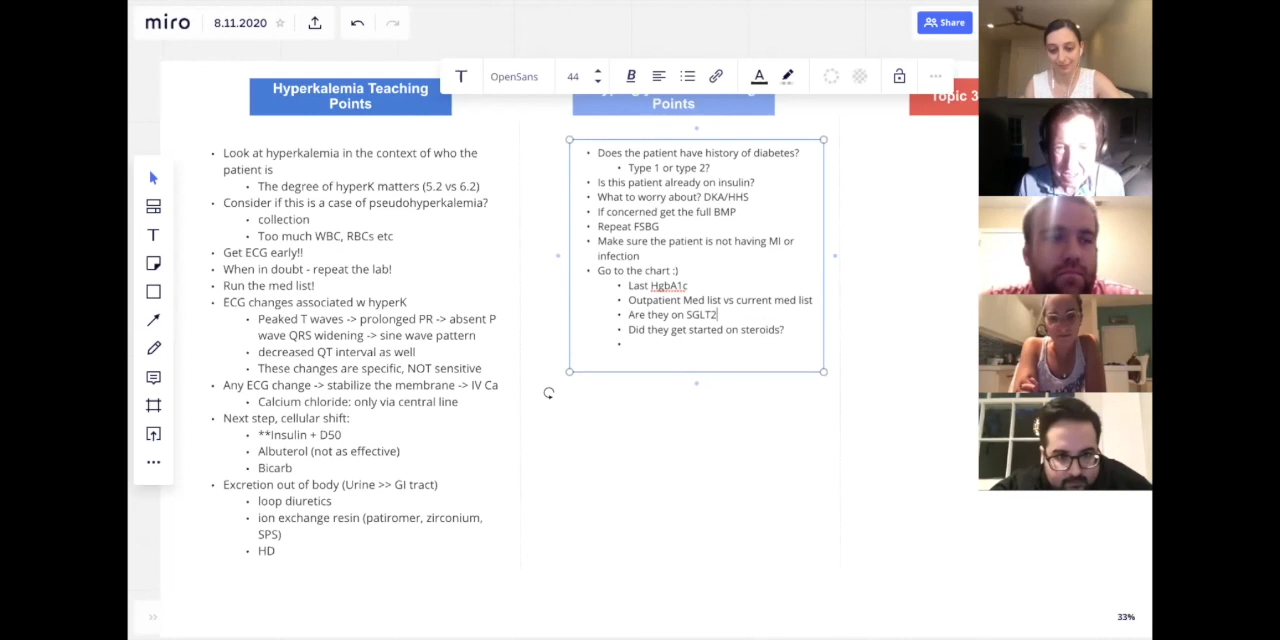 miro
8.11.2020
Share
OpenSans
44
B
A
Hyperkalemia Teaching
Points
Points
Topic 3
Look at hyperkalemia in the context of who the
patient is
The degree of hyperK matters (5.2 vs 6.2)
Consider if this is a case of pseudohyperkalemia?
collection
Too much WBC, RBCs etc
Get ECG early!!
When in doubt - repeat the lab!
Run the med list!
ECG changes associated w hyperK
Peaked T waves -> prolonged PR -> absent P
wave QRS widening -> sine wave pattern
decreased QT interval as well
These changes are specific, NOT sensitive
Any ECG change -> stabilize the membrane -> IV Ca
Calcium chloride: only via central line
Next step, cellular shift:
**Insulin + D50
Albuterol (not as effective)
Bicarb
Excretion out of body (Urine >> GI tract)
loop diuretics
ion exchange resin (patiromer, zirconium,
SPS)
HD
Does the patient have history of diabetes?
Type 1 or type 2?
Is this patient already on insulin?
What to worry about? DKA/HHS
If concerned get the full BMP
Repeat FSBG
Make sure the patient is not having MI or
infection
Go to the chart :)
Last HgbA1c
Outpatient Med list vs current med list
Are they on SGLT2
Did they get started on steroids?
33%